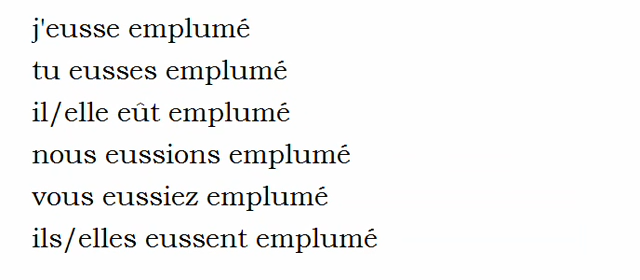 j'eusse emplumé
tu eusses emplumé
il/elle eût emplumé
nous eussions emplumé
vous eussiez emplumé
ils/elles eussent emplumé